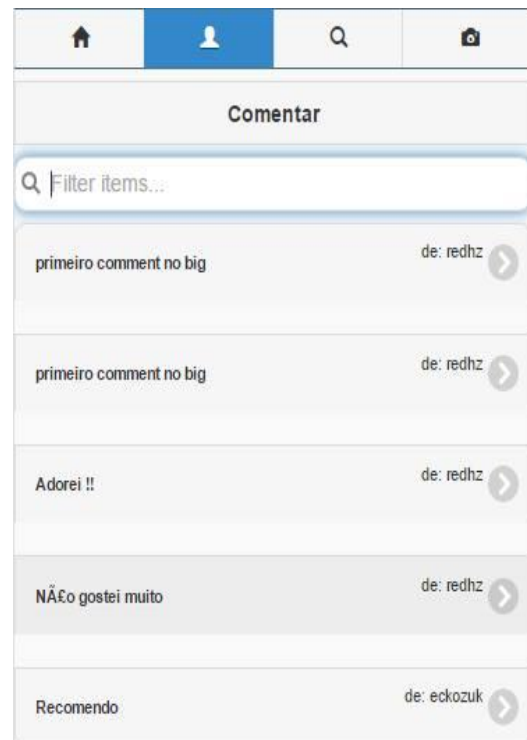 Comentar
Filter items...
primeiro comment no big
de: redhz
primeiro comment no big
de: redhz
Adorei !!
de: redhz
NÃ£o gostei muito
de: redhz
Recomendo
de: eckozuk